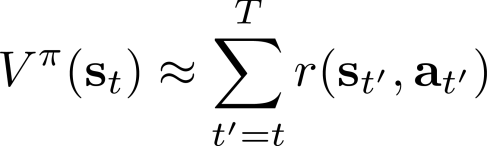 V^π(s_t) ≈ ∑_{t'=t}^{T} r(s_{t'}, a_{t'})